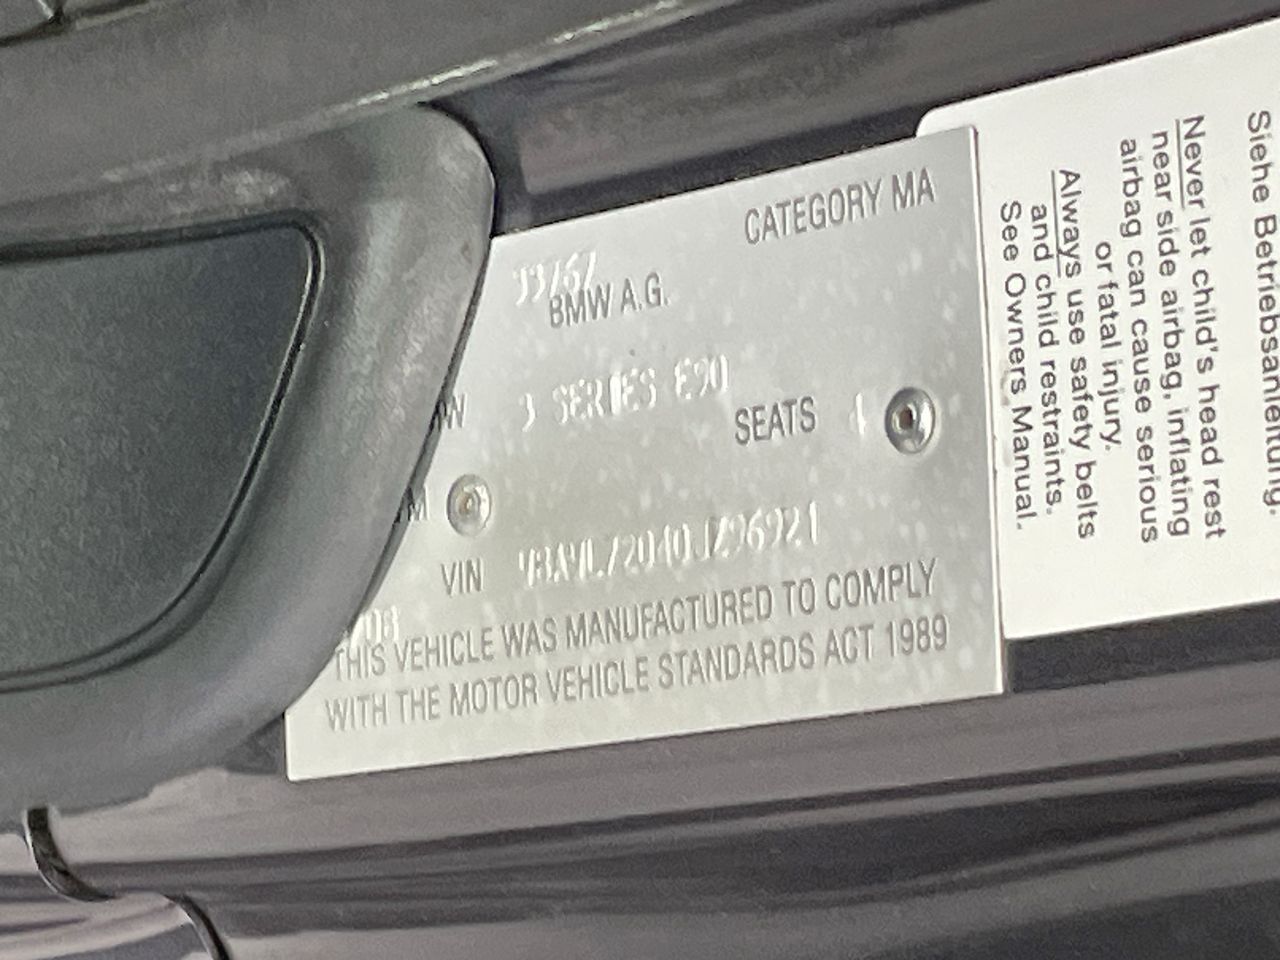 CATEGORY MA
33767
BMW A.G.
3 SERIES E90
SEATS 4
VIN
THIS VEHICLE WAS MANUFACTURED TO COMPLY
WITH THE MOTOR VEHICLE STANDARDS ACT 1989
Never let child's head rest
near side airbag, inflating
airbag can cause serious
or fatal injury.
Always use safety belts
and child restraints.
See Owners Manual.
Siehe Betriebsanleitung.